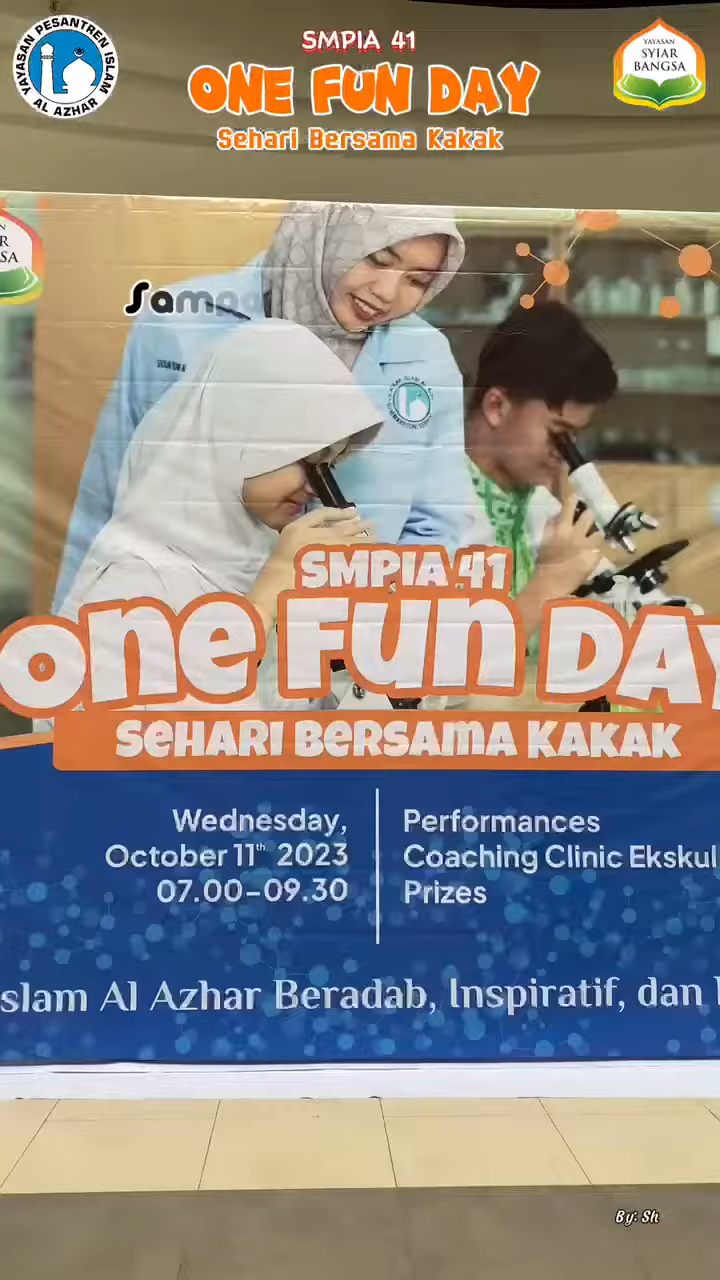 YAYASAN PESANTREN ISLAM
AL AZHAR
SMPIA 41
ONE FUN DAY
Sehari Bersama Kakak
YAYASAN
SYIAR
BANGSA
SMPIA 41
ONE FUN DAY
SEHARI BERSAMA KAKAK
Wednesday,
October 11th 2023
07.00–09.30
Performances
Coaching Clinic Ekskul
Prizes
slam Al Azhar Beradab, Inspiratif, dan
By: Sh